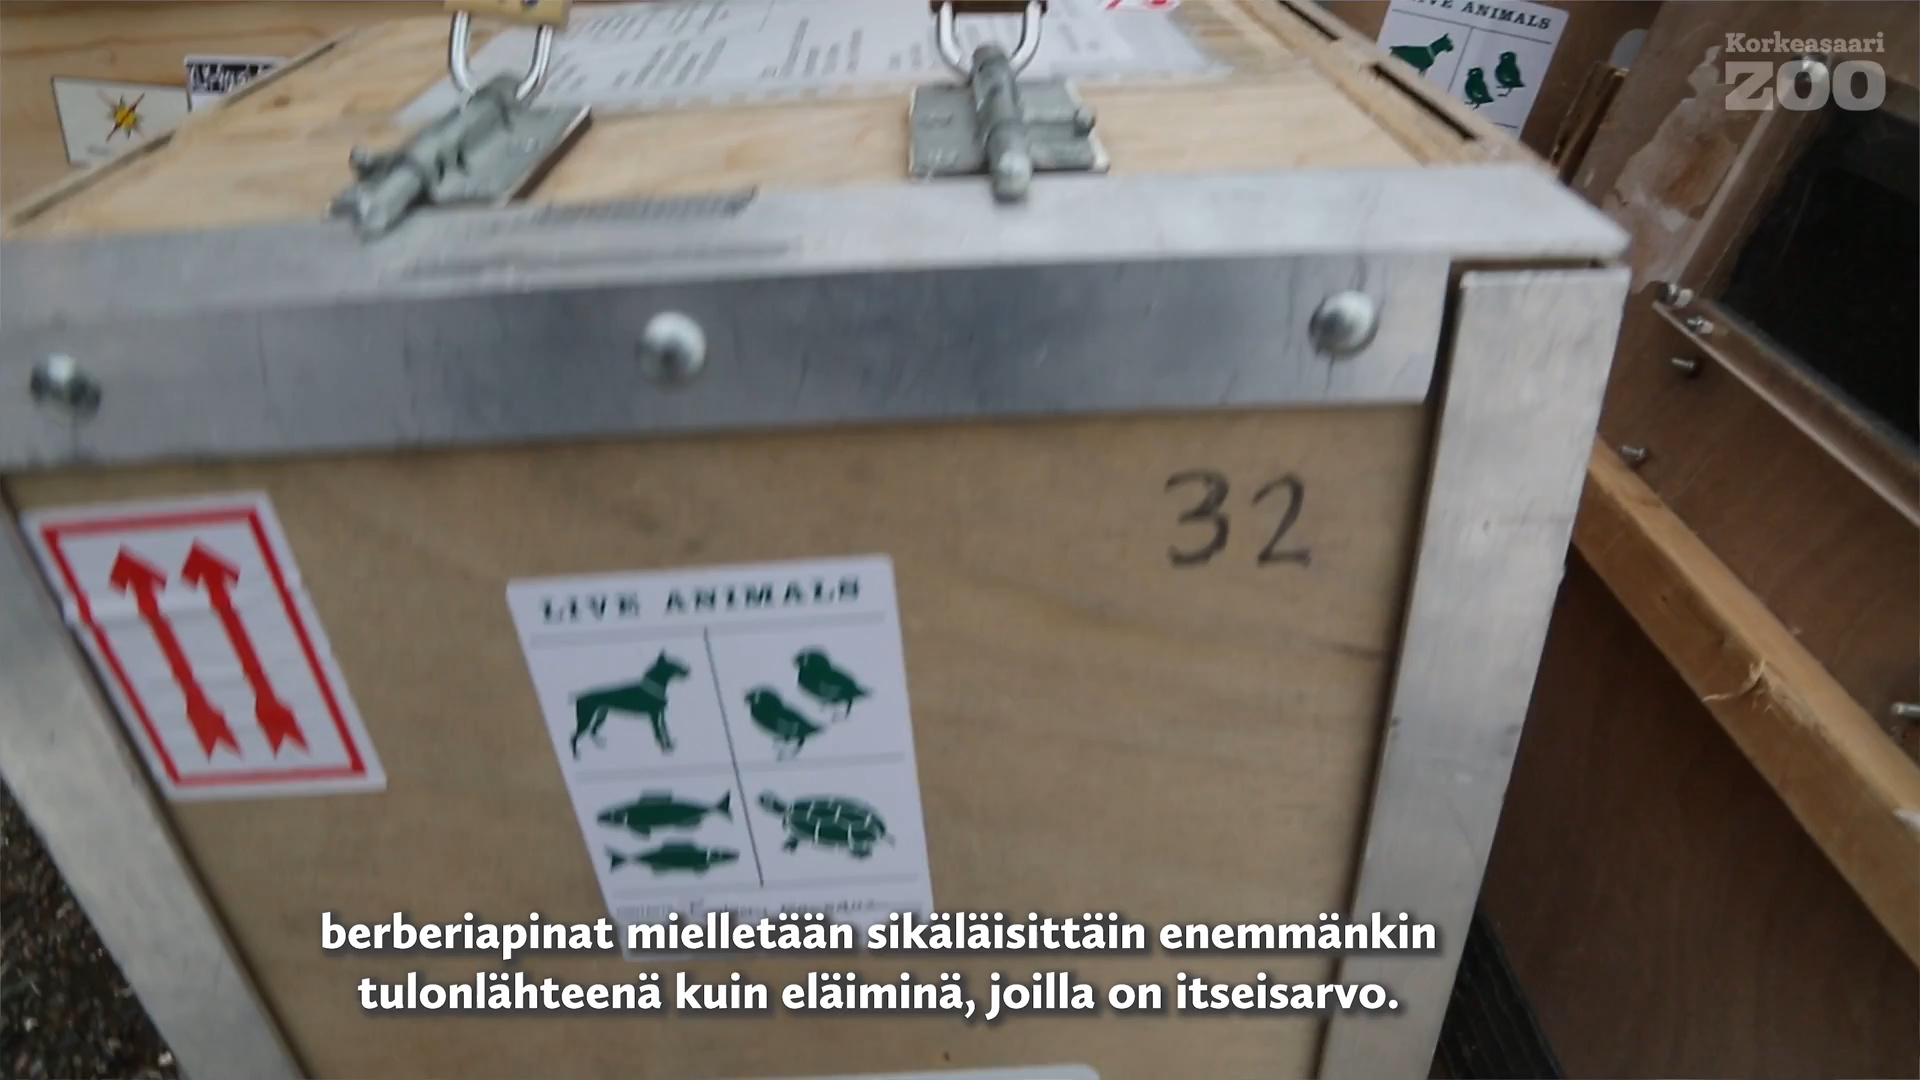 LIVE ANIMALS
Korkeasaari
ZOO
32
LIVE ANIMALS
berberiapinat mielletään sikäläisittäin enemmänkin
tulonlähteenä kuin eläiminä, joilla on itseisarvo.